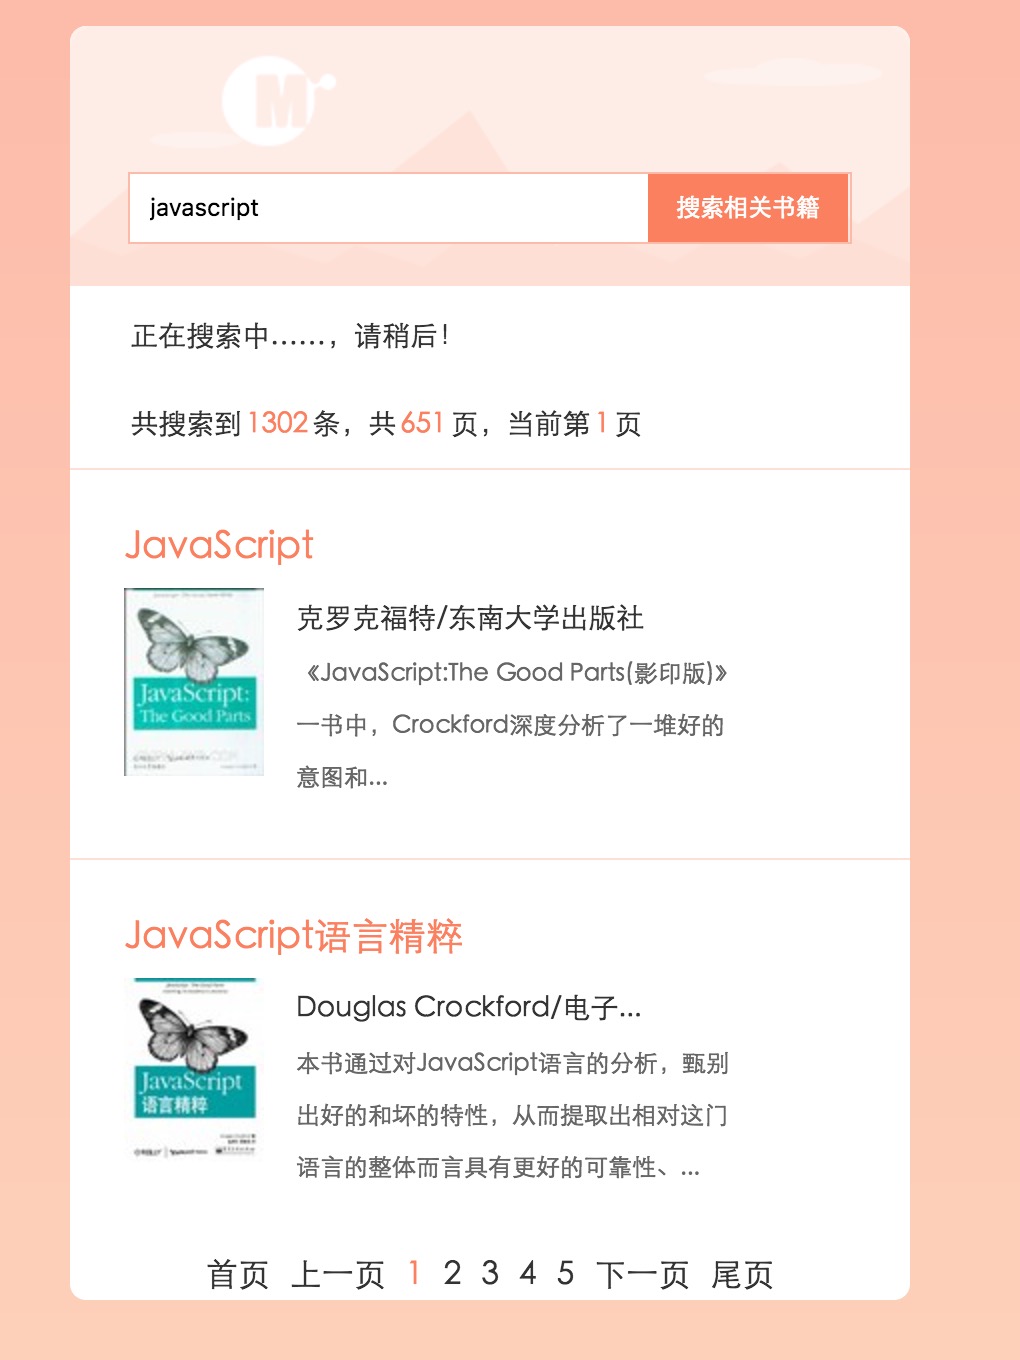 M
javascript
搜索相关书籍
正在搜索中……，请稍后！
共搜索到 1302 条，共 651 页，当前第 1 页
JavaScript
JavaScript:
The Good Parts
克罗克福特/东南大学出版社
《JavaScript:The Good Parts(影印版)》
一书中，Crockford深度分析了一堆好的
意图和...
JavaScript语言精粹
JavaScript
语言精粹
O'REILLY
Douglas Crockford/电子...
本书通过对JavaScript语言的分析，甄别
出好的和坏的特性，从而提取出相对这门
语言的整体而言具有更好的可靠性、...
首页 上一页 1 2 3 4 5 下一页 尾页